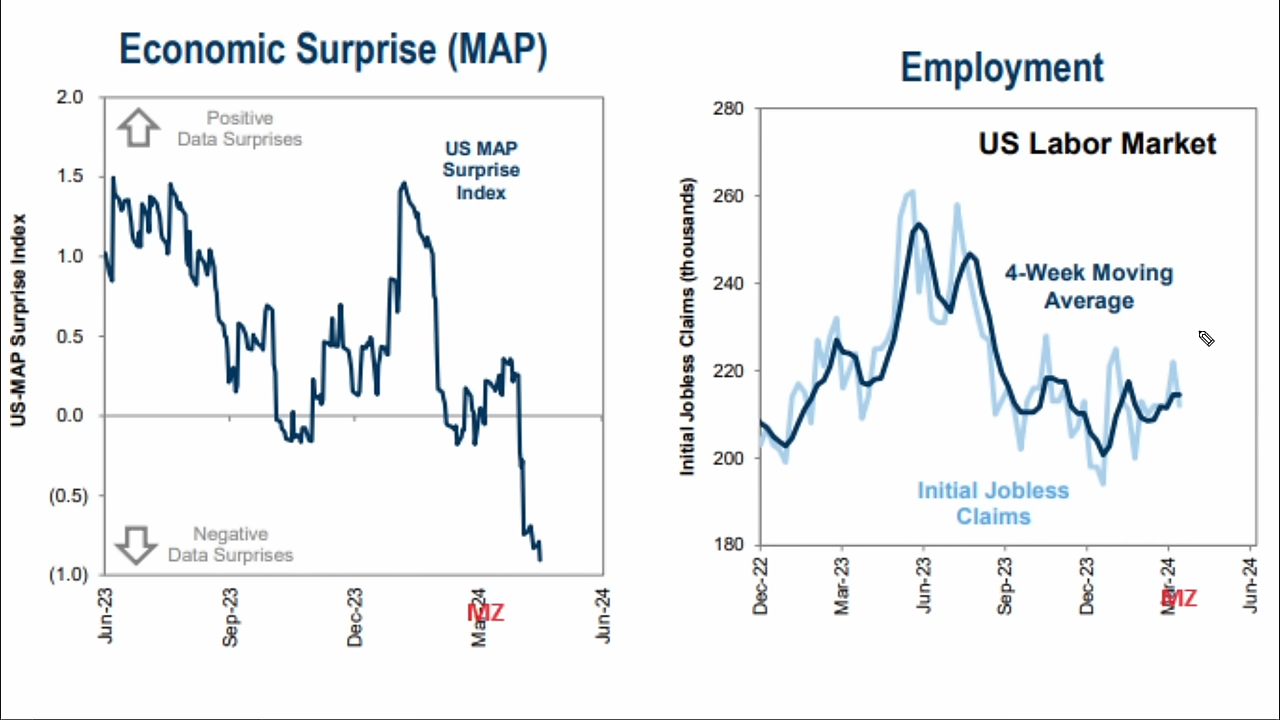 Economic Surprise (MAP)
US-MAP Surprise Index
2.0
1.5
1.0
0.5
0.0
(0.5)
(1.0)
Positive
Data Surprises
US MAP
Surprise
Index
Negative
Data Surprises
Jun-23
Sep-23
Dec-23
MZ
Jun-24
Employment
Initial Jobless Claims (thousands)
280
260
240
220
200
180
US Labor Market
4-Week Moving
Average
Initial Jobless
Claims
Dec-22
Mar-23
Jun-23
Sep-23
Dec-23
Mar-24
MZ
Jun-24